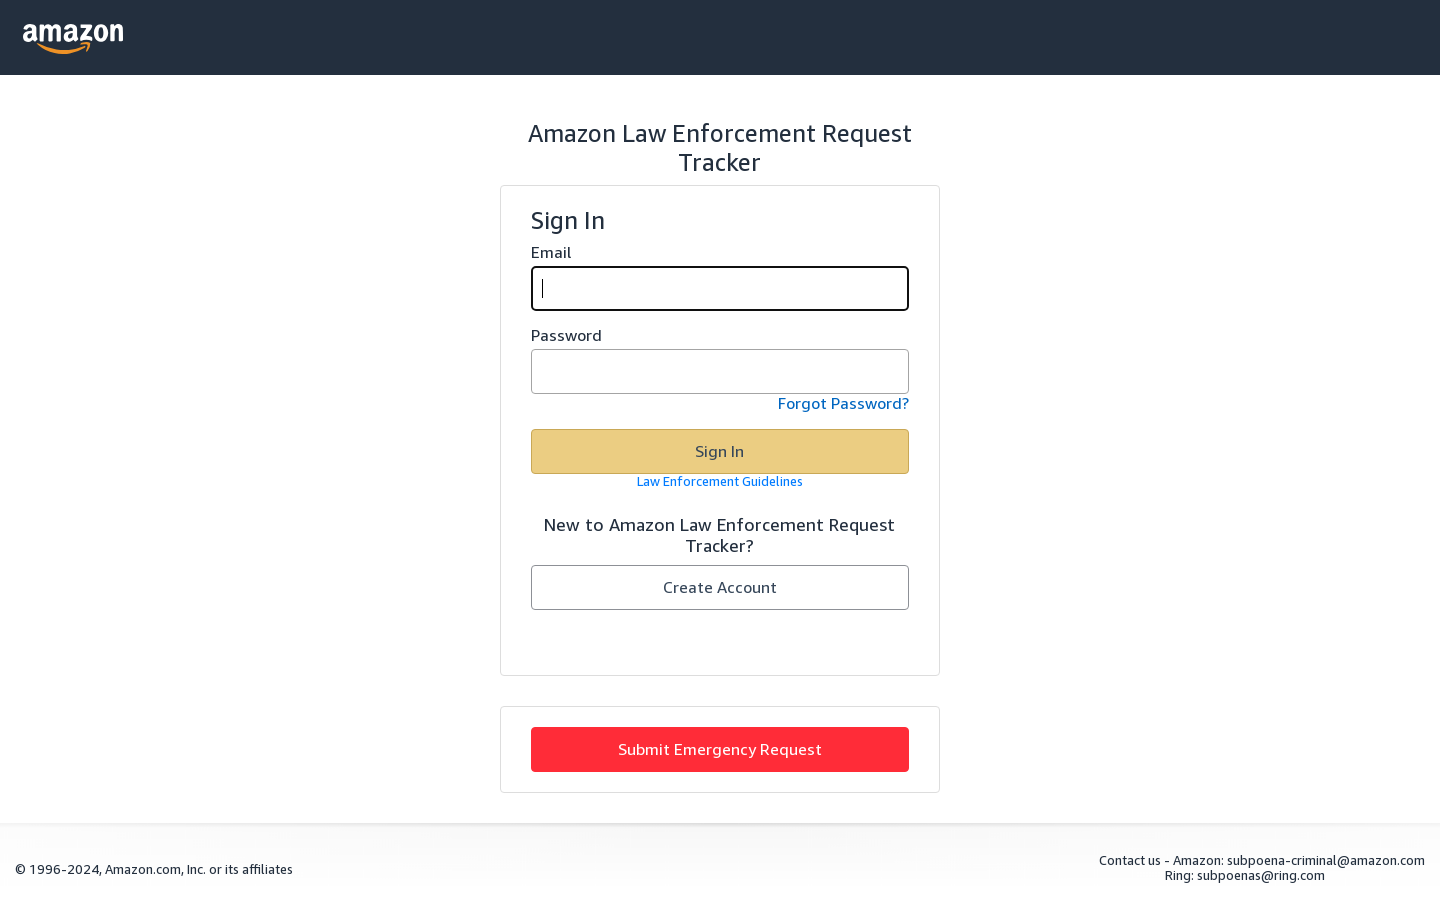 amazon
Amazon Law Enforcement Request
Tracker
Sign In
Email
Password
Forgot Password?
Sign In
Law Enforcement Guidelines
New to Amazon Law Enforcement Request
Tracker?
Create Account
Submit Emergency Request
© 1996-2024, Amazon.com, Inc. or its affiliates
Contact us - Amazon: subpoena-criminal@amazon.com
Ring: subpoenas@ring.com